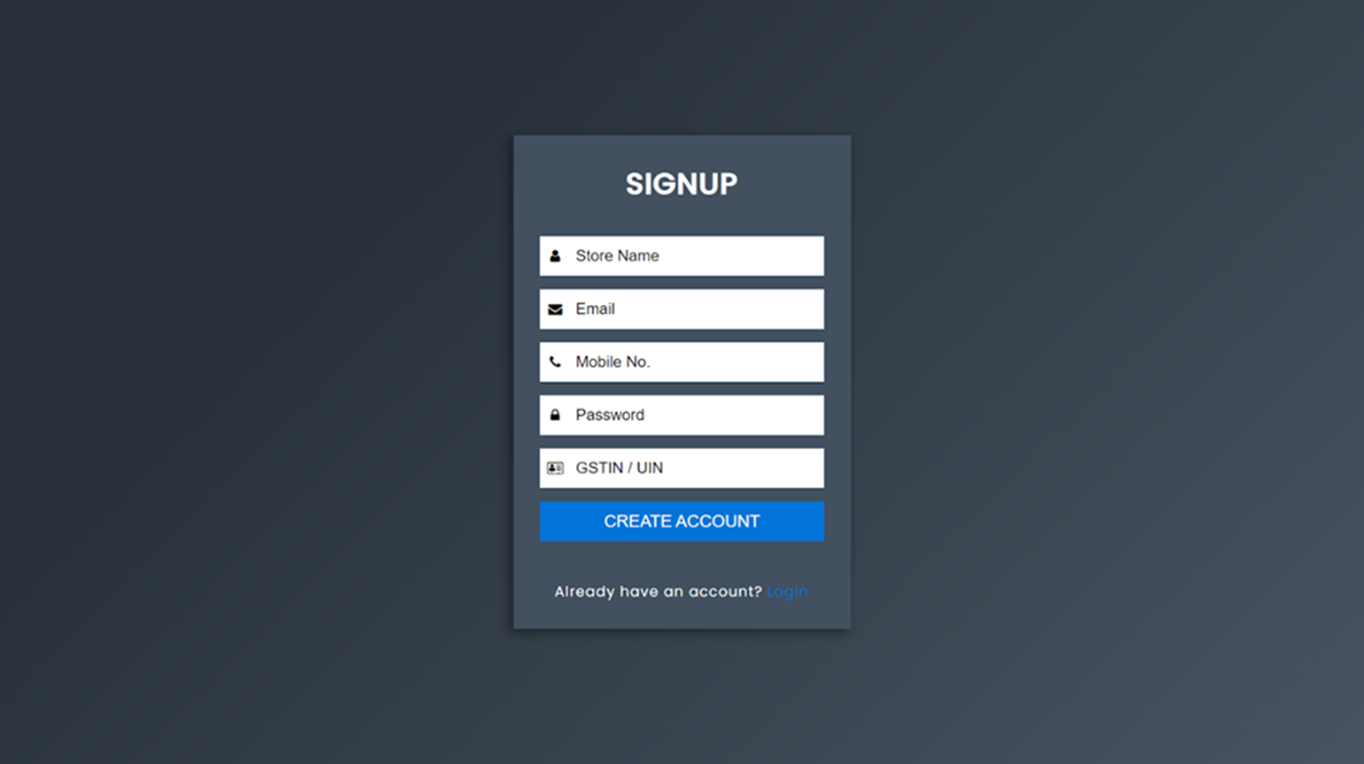 SIGNUP
Store Name
Email
Mobile No.
Password
GSTIN / UIN
CREATE ACCOUNT
Already have an account? Login